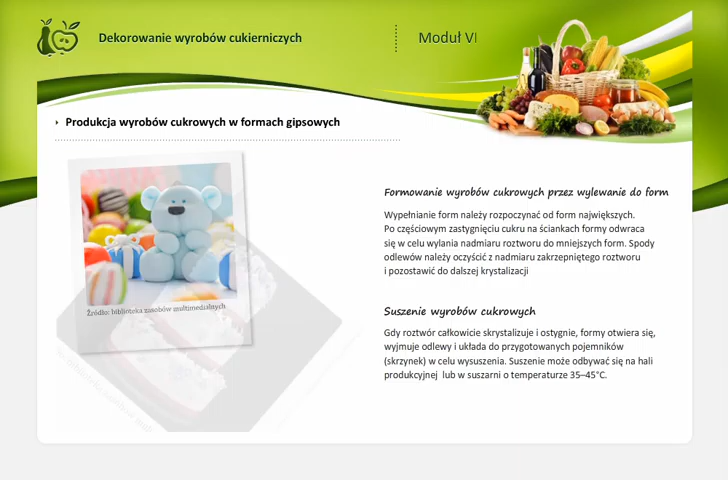 Dekorowanie wyrobów cukierniczych
Moduł VI
Produkcja wyrobów cukrowych w formach gipsowych
Źródło: biblioteka zasobów multimedialnych
Formowanie wyrobów cukrowych przez wylewanie do form
Wypełnianie form należy rozpoczynać od form największych.
Po częściowym zastygnięciu cukru na ściankach formy odwraca
się w celu wylania nadmiaru roztworu do mniejszych form. Spody
odlewów należy oczyścić z nadmiaru zakrzepniętego roztworu
i pozostawić do dalszej krystalizacji
Suszenie wyrobów cukrowych
Gdy roztwór całkowicie skrystalizuje i ostygnie, formy otwiera się,
wyjmuje odlewy i układa do przygotowanych pojemników
(skrzynek) w celu wysuszenia. Suszenie może odbywać się na hali
produkcyjnej lub w suszarni o temperaturze 35–45°C.